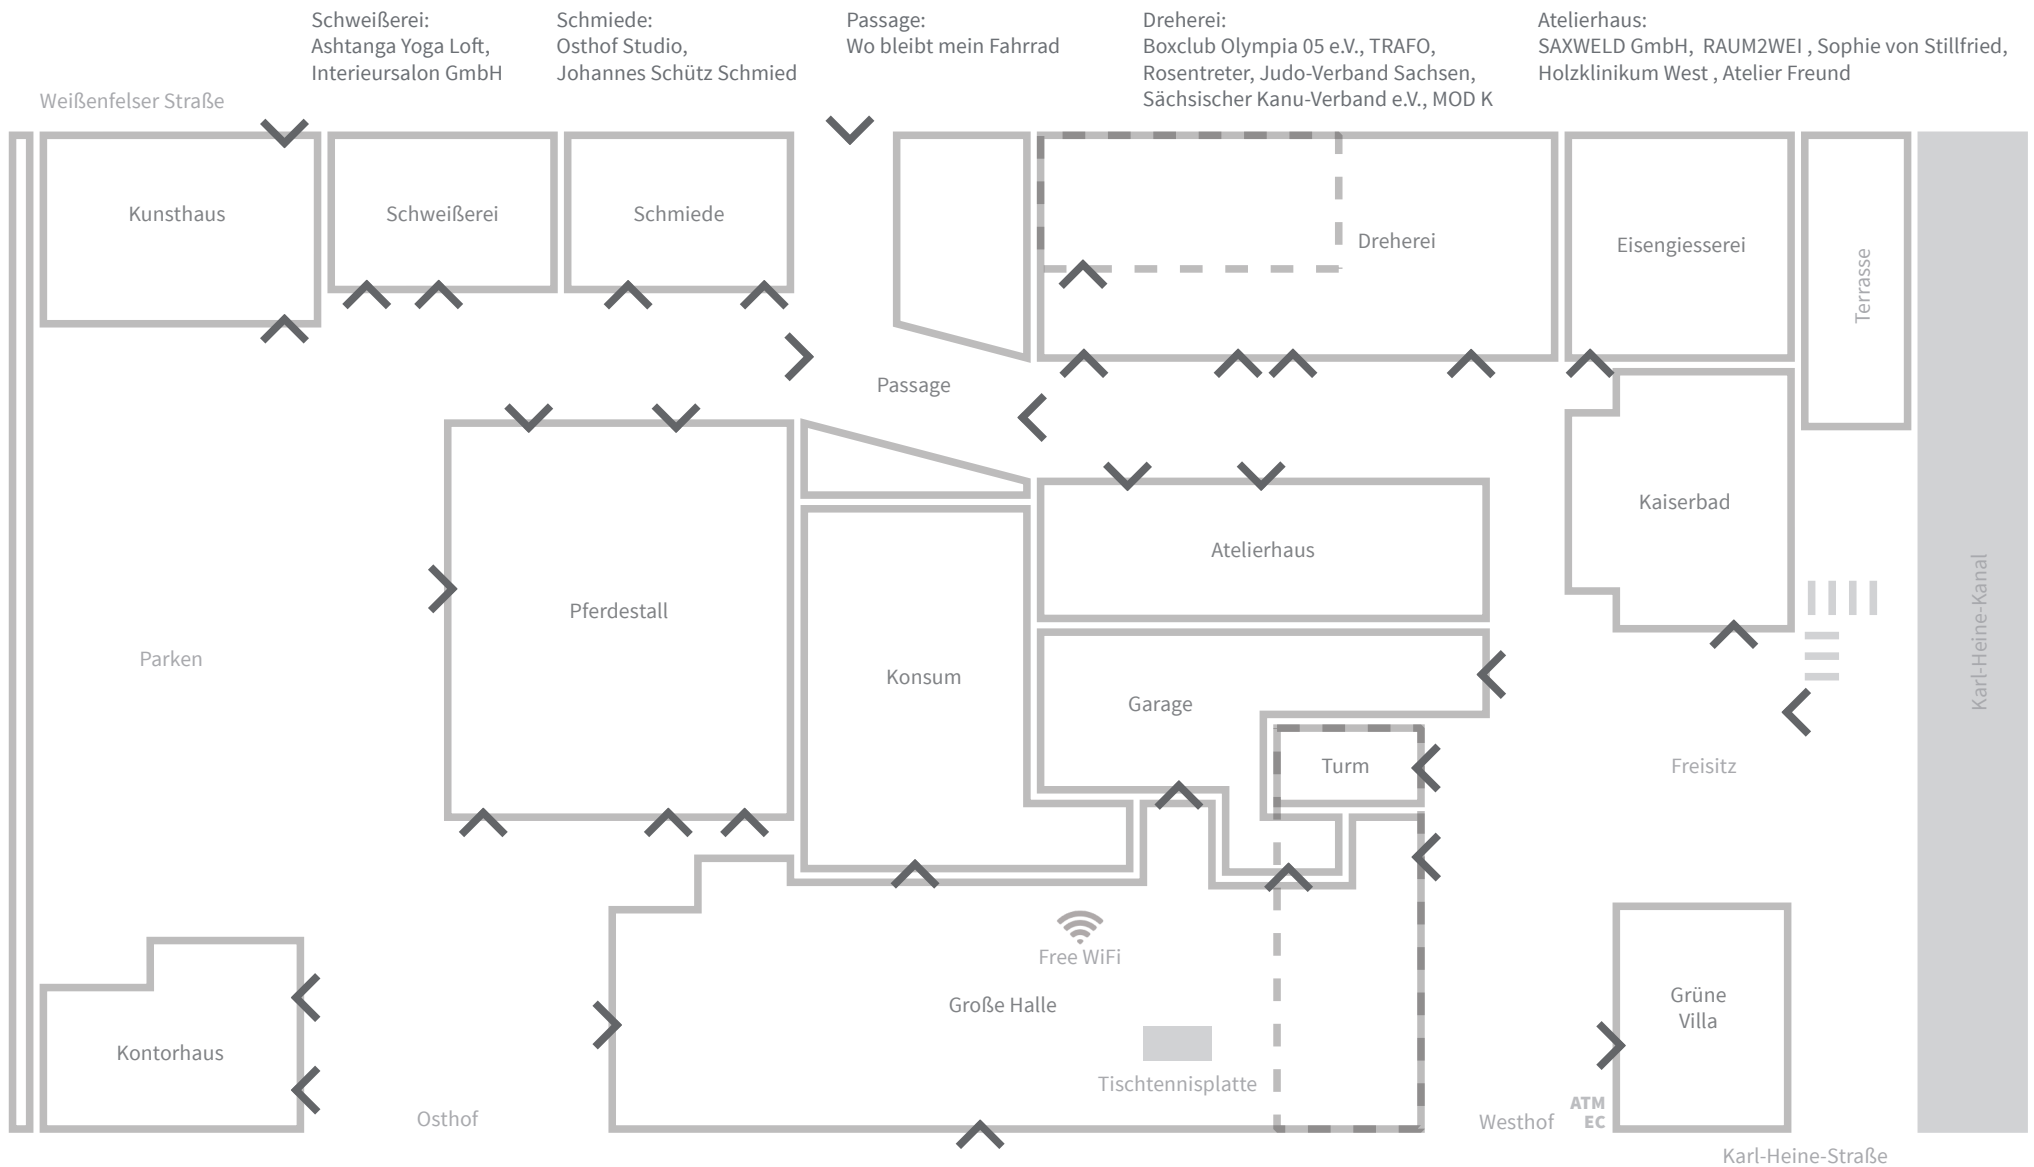 Schweißerei:
Ashtanga Yoga Loft,
Interieursalon GmbH
Schmiede:
Osthof Studio,
Johannes Schütz Schmied
Passage:
Wo bleibt mein Fahrrad
Dreherei:
Boxclub Olympia 05 e.V., TRAFO,
Rosentreter, Judo-Verband Sachsen,
Sächsischer Kanu-Verband e.V., MOD K
Atelierhaus:
SAXWELD GmbH, RAUM2WEI , Sophie von Stillfried,
Holzklinikum West , Atelier Freund
Weißenfelser Straße
Kunsthaus
Schweißerei
Schmiede
Dreherei
Eisengiesserei
Terrasse
Passage
Kaiserbad
Atelierhaus
Pferdestall
Parken
Konsum
Garage
Karl-Heine-Kanal
Turm
Freisitz
Free WiFi
Große Halle
Grüne
Villa
Kontorhaus
Tischtennisplatte
Osthof
Westhof
ATM
EC
Karl-Heine-Straße